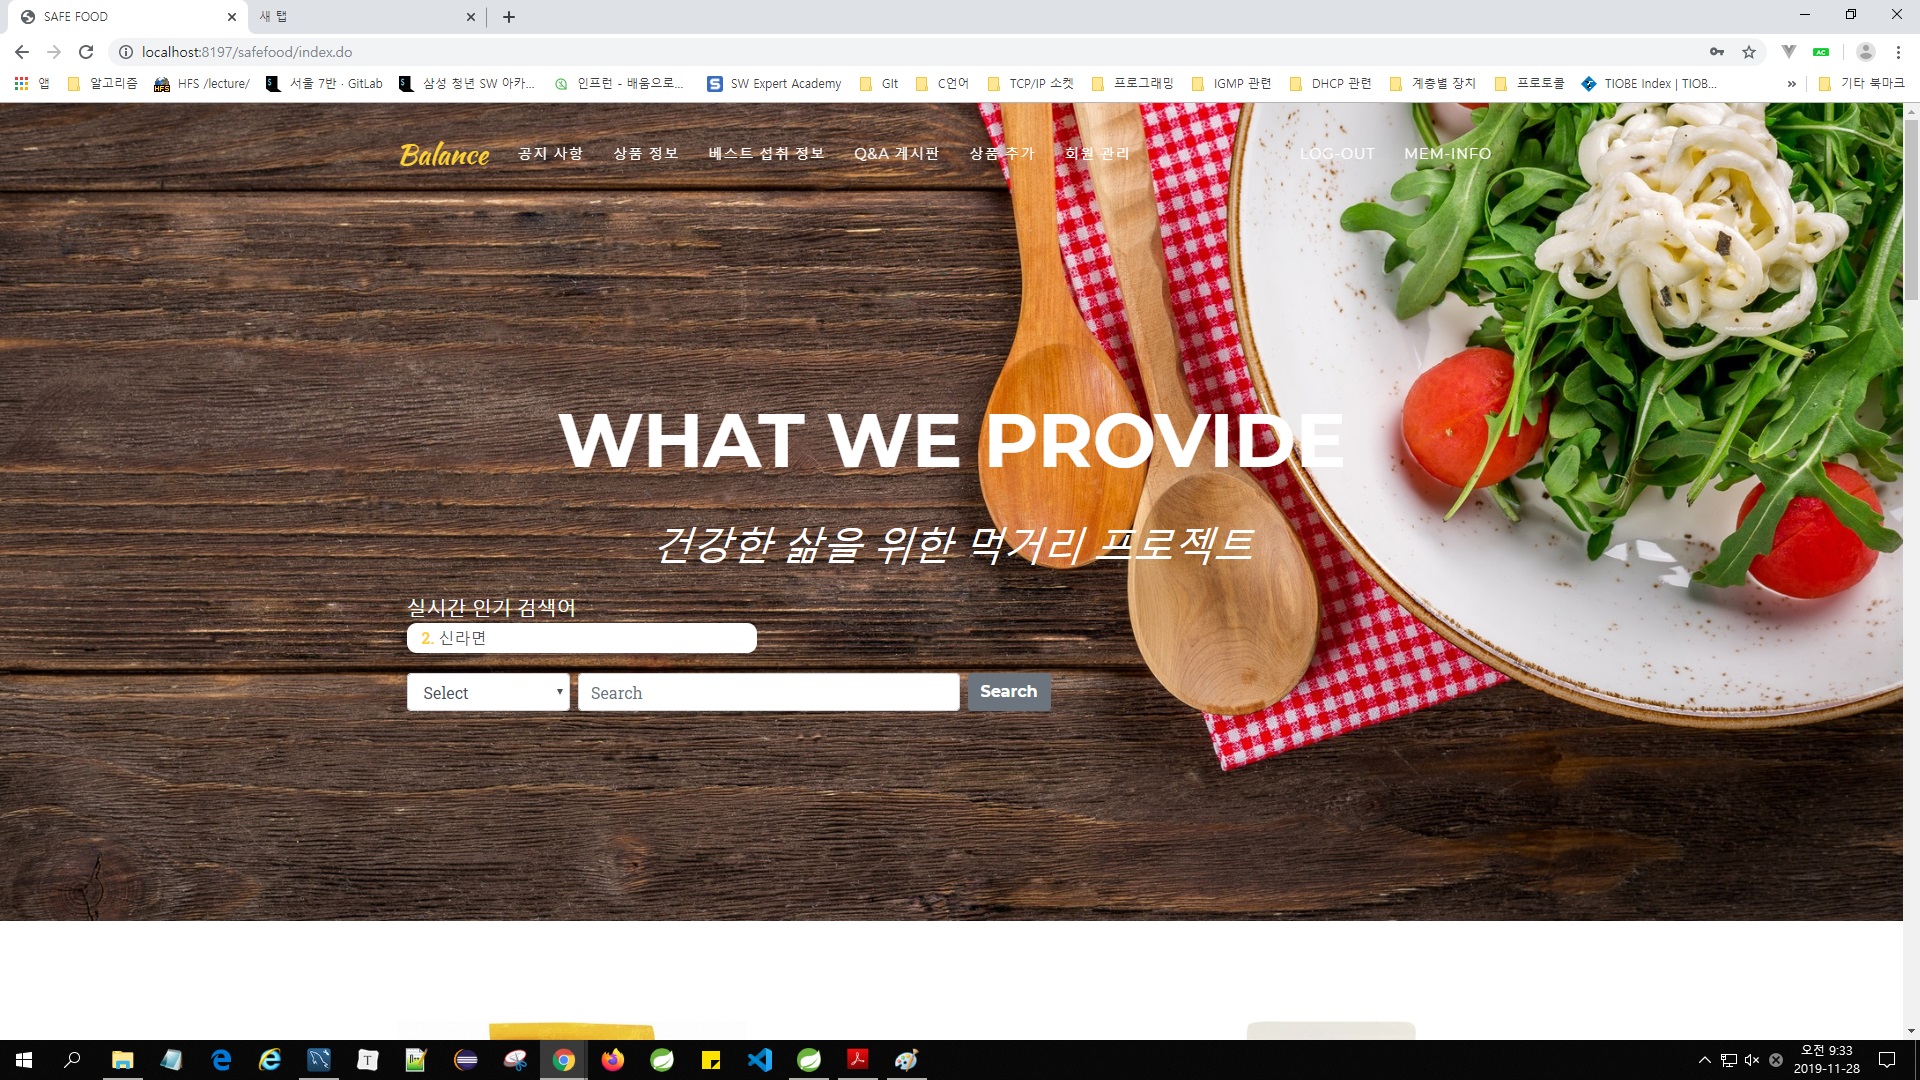 SAFE FOOD
새 탭
localhost:8197/safefood/index.do
앱 알고리즘 HFS /lecture/ 서울 7반 · GitLab 삼성 청년 SW 아카... 인프런 - 배움으로... SW Expert Academy Git C언어 TCP/IP 소켓 프로그래밍 IGMP 관련 DHCP 관련 계층별 장치 프로토콜 TIOBE Index | TIOB... » 기타 북마크
Balance 공지 사항 상품 정보 베스트 섭취 정보 Q&A 게시판 상품 추가 회원 관리 LOG-OUT MEM-INFO
WHAT WE PROVIDE
건강한 삶을 위한 먹거리 프로젝트
실시간 인기 검색어
2. 신라면
Select Search Search
오전 9:33
2019-11-28